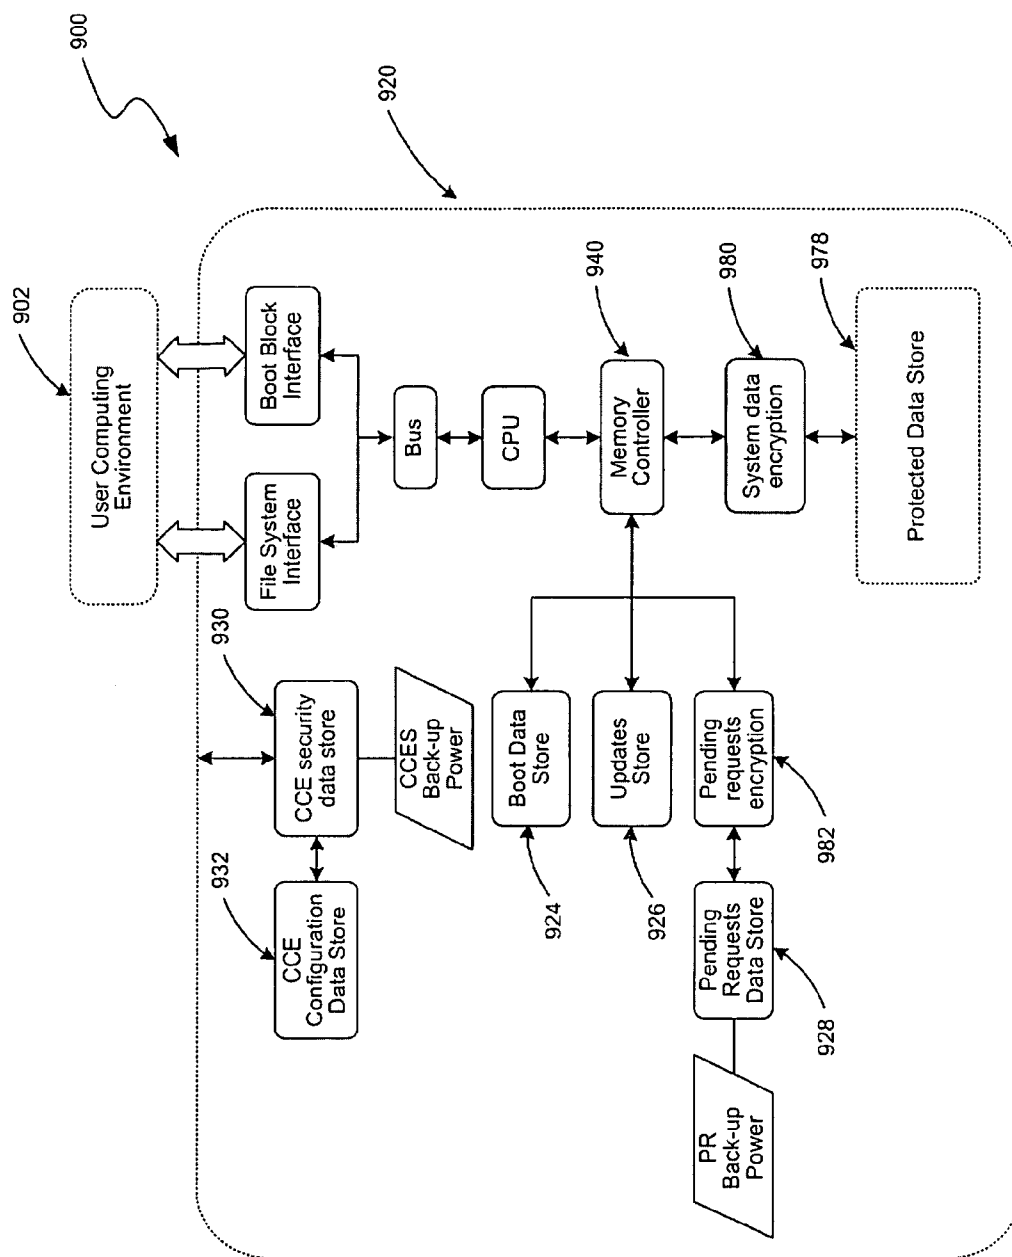 900
902
User Computing
Environment
920
File System
Interface
Boot Block
Interface
930
932
CCE security
data store
CCE
Configuration
Data Store
CCES
Back-up
Power
Bus
CPU
940
Memory
Controller
Boot Data
Store
924
Updates
Store
926
Pending
requests
encryption
982
Pending
Requests
Data Store
928
PR
Back-up
Power
980
System data
encryption
978
Protected Data Store